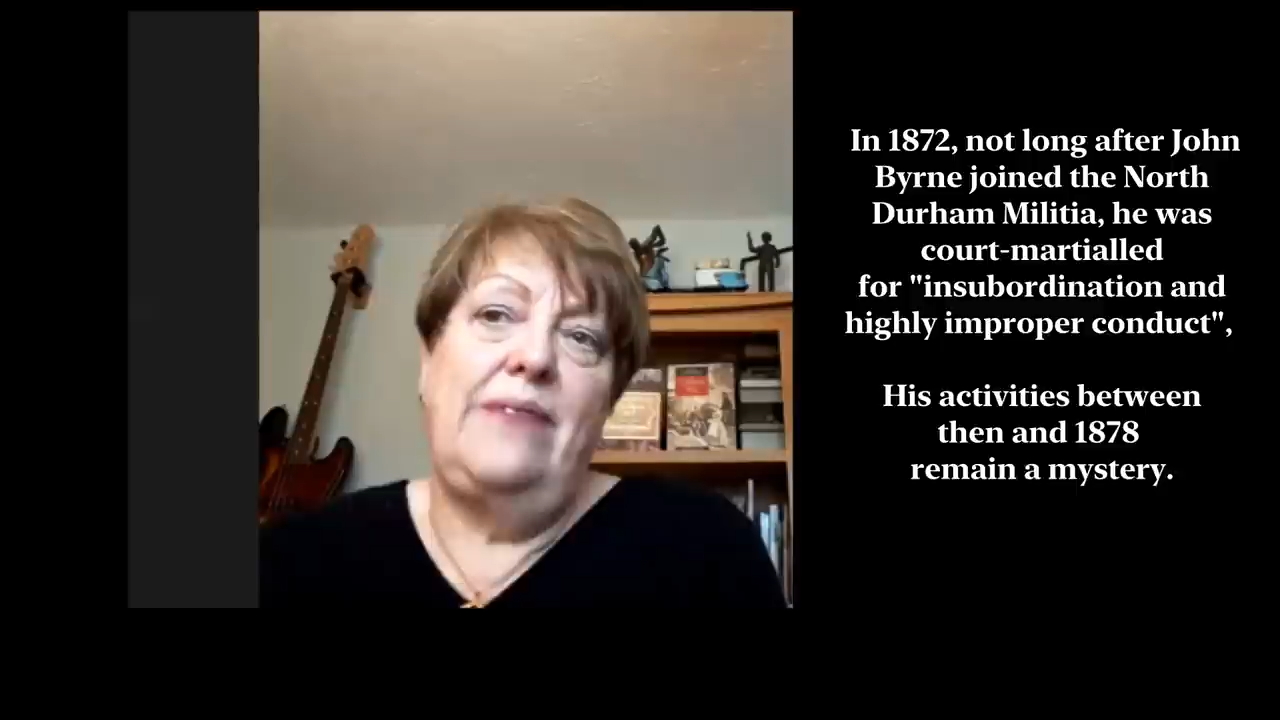 In 1872, not long after John
Byrne joined the North
Durham Militia, he was
court-martialled
for "insubordination and
highly improper conduct",
His activities between
then and 1878
remain a mystery.